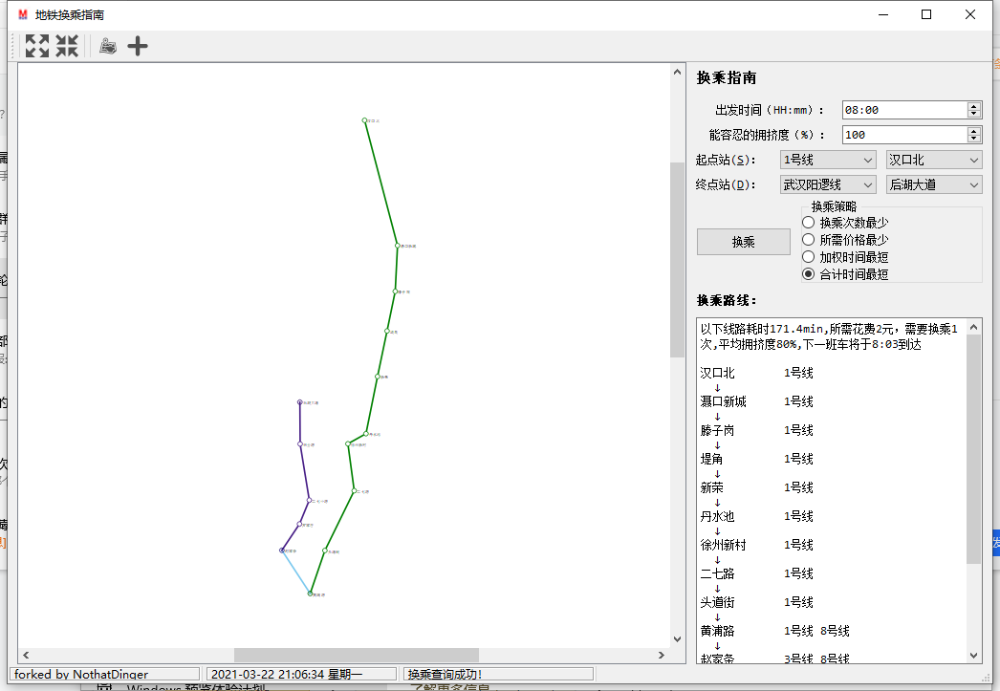 地铁换乘指南
换乘指南
出发时间（HH:mm）：
08:00
能容忍的拥挤度（%）：
100
起点站(S):
1号线
汉口北
终点站(D):
武汉阳逻线
后湖大道
换乘策略
换乘次数最少
所需价格最少
加权时间最短
合计时间最短
换乘
换乘路线：
以下线路耗时171.4min,所需花费2元，需要换乘1
次,平均拥挤度80%,下一班车将于8:03到达
汉口北 1号线
↓
滠口新城 1号线
↓
滕子岗 1号线
↓
堤角 1号线
↓
新荣 1号线
↓
丹水池 1号线
↓
徐州新村 1号线
↓
二七路 1号线
↓
头道街 1号线
↓
黄浦路 1号线 8号线
↓
赵家条 3号线 8号线
forked by NothatDinger
2021-03-22 21:06:34 星期一
换乘查询成功!